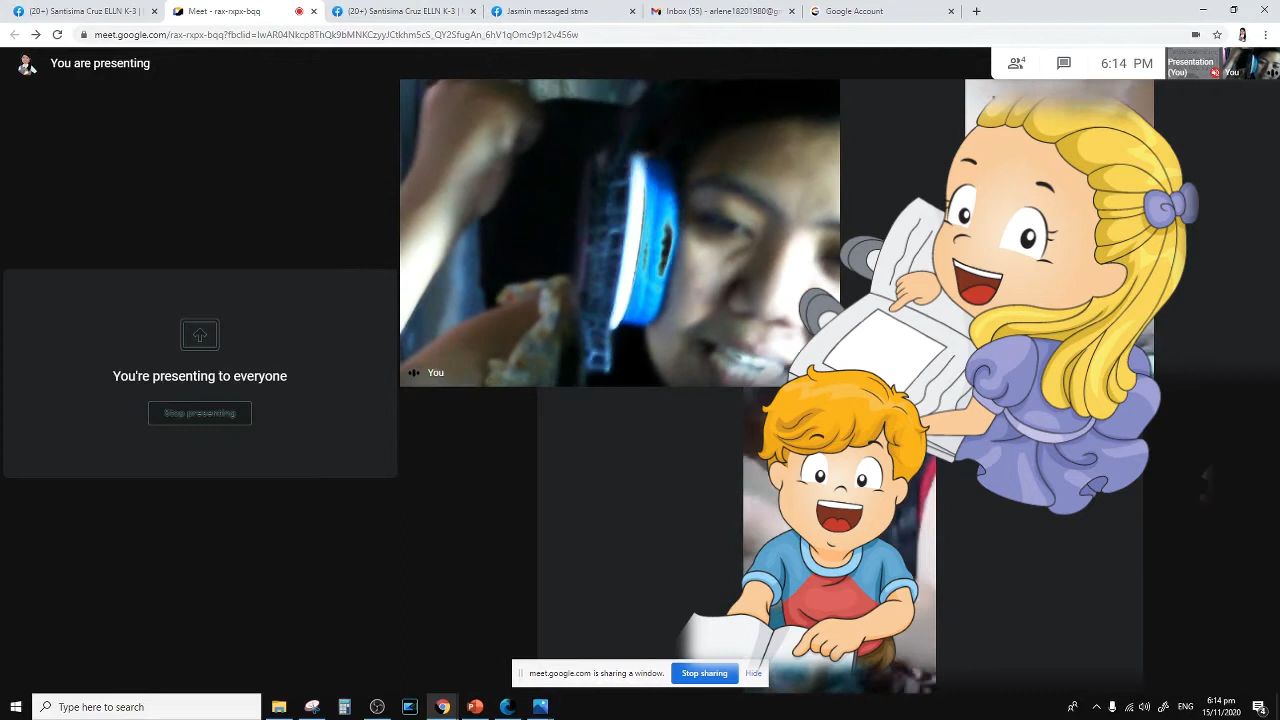 (20+) Santisima Cruz ELLN K-3 |
Meet - rax-rxpx-bqq
(20+) Santisima Cruz ELLN K-3 |
Jasmin messaged stma
Inbox (55) - arlene18201980@gm
Google Account
meet.google.com/rax-rxpx-bqq?fbclid=IwAR04Nkcp8ThQk9bMNKCzyyJCtkhm5cS_QY2SfugAn_6hV1qOmc9p12v456w
You are presenting
4
6:14 PM
Presentation
(You)
You
You
You're presenting to everyone
Stop presenting
meet.google.com is sharing a window.
Stop sharing
Hide
Type here to search
ENG
6:14 pm
15/11/2020